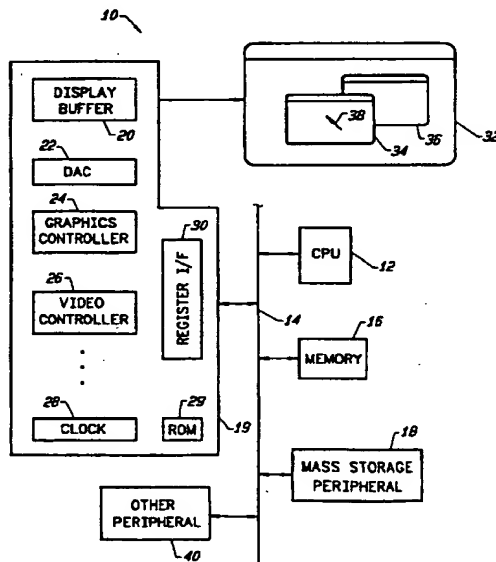 10
DISPLAY
BUFFER
20
22
DAC
24
GRAPHICS
CONTROLLER
26
VIDEO
CONTROLLER
28
CLOCK
29
ROM
30
REGISTER I/F
19
38
34
36
32
14
CPU
12
16
MEMORY
18
MASS STORAGE
PERIPHERAL
OTHER
PERIPHERAL
40